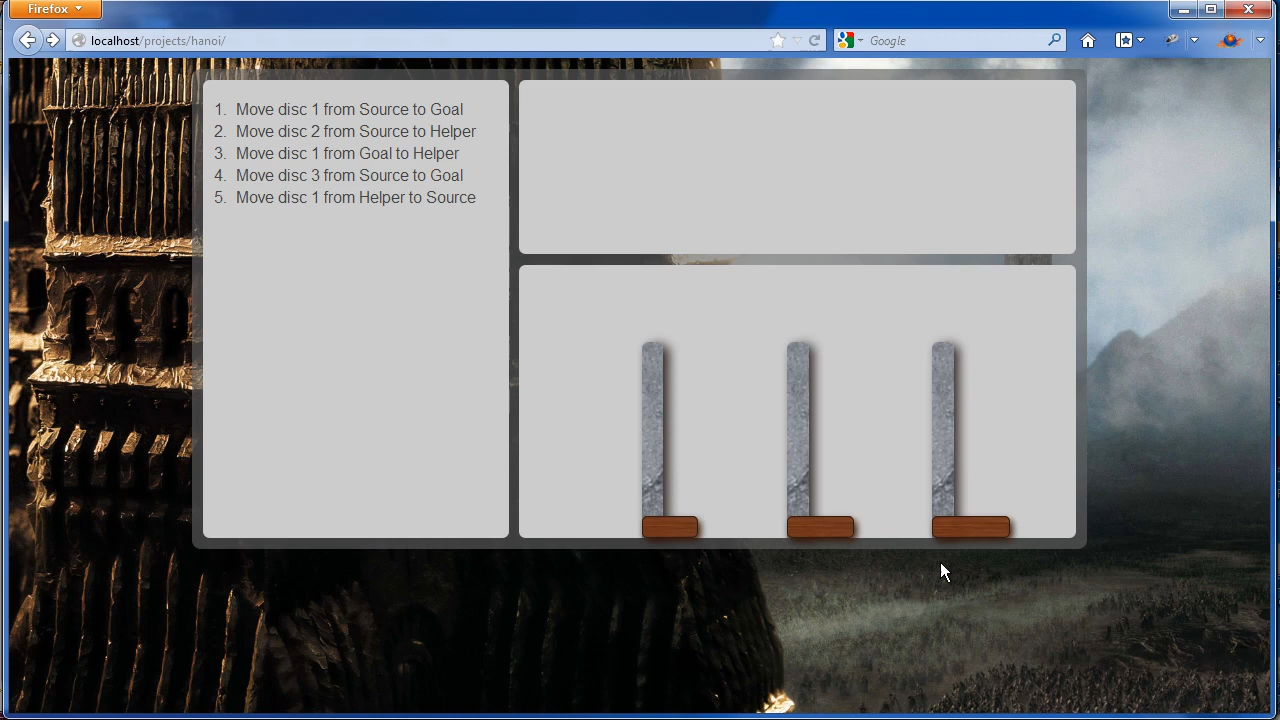 Firefox
localhost/projects/hanoi/
Google
1. Move disc 1 from Source to Goal
2. Move disc 2 from Source to Helper
3. Move disc 1 from Goal to Helper
4. Move disc 3 from Source to Goal
5. Move disc 1 from Helper to Source